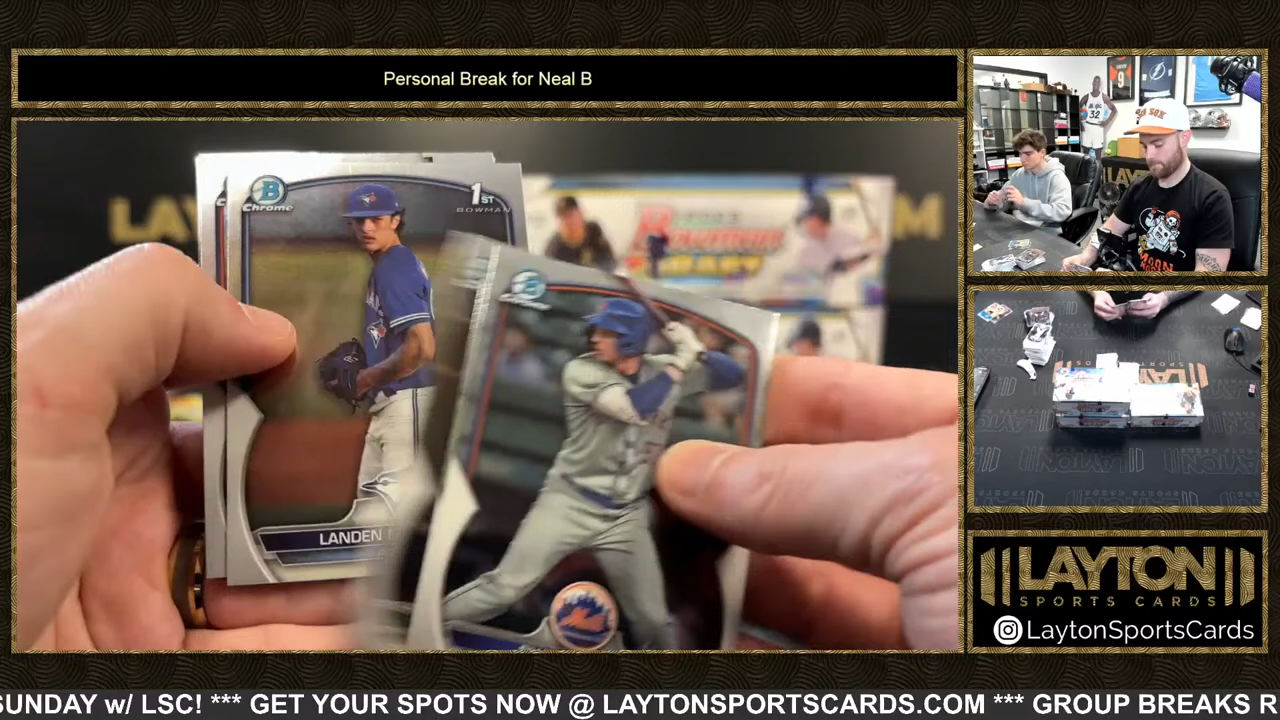 Personal Break for Neal B
B
Chrome
1ST
BOWMAN
Bowman
DRAFT
LANDEN
LAYTON
SPORTS CARDS
LaytonSportsCards
SUNDAY w/ LSC! *** GET YOUR SPOTS NOW @ LAYTONSPORTSCARDS.COM *** GROUP BREAKS R